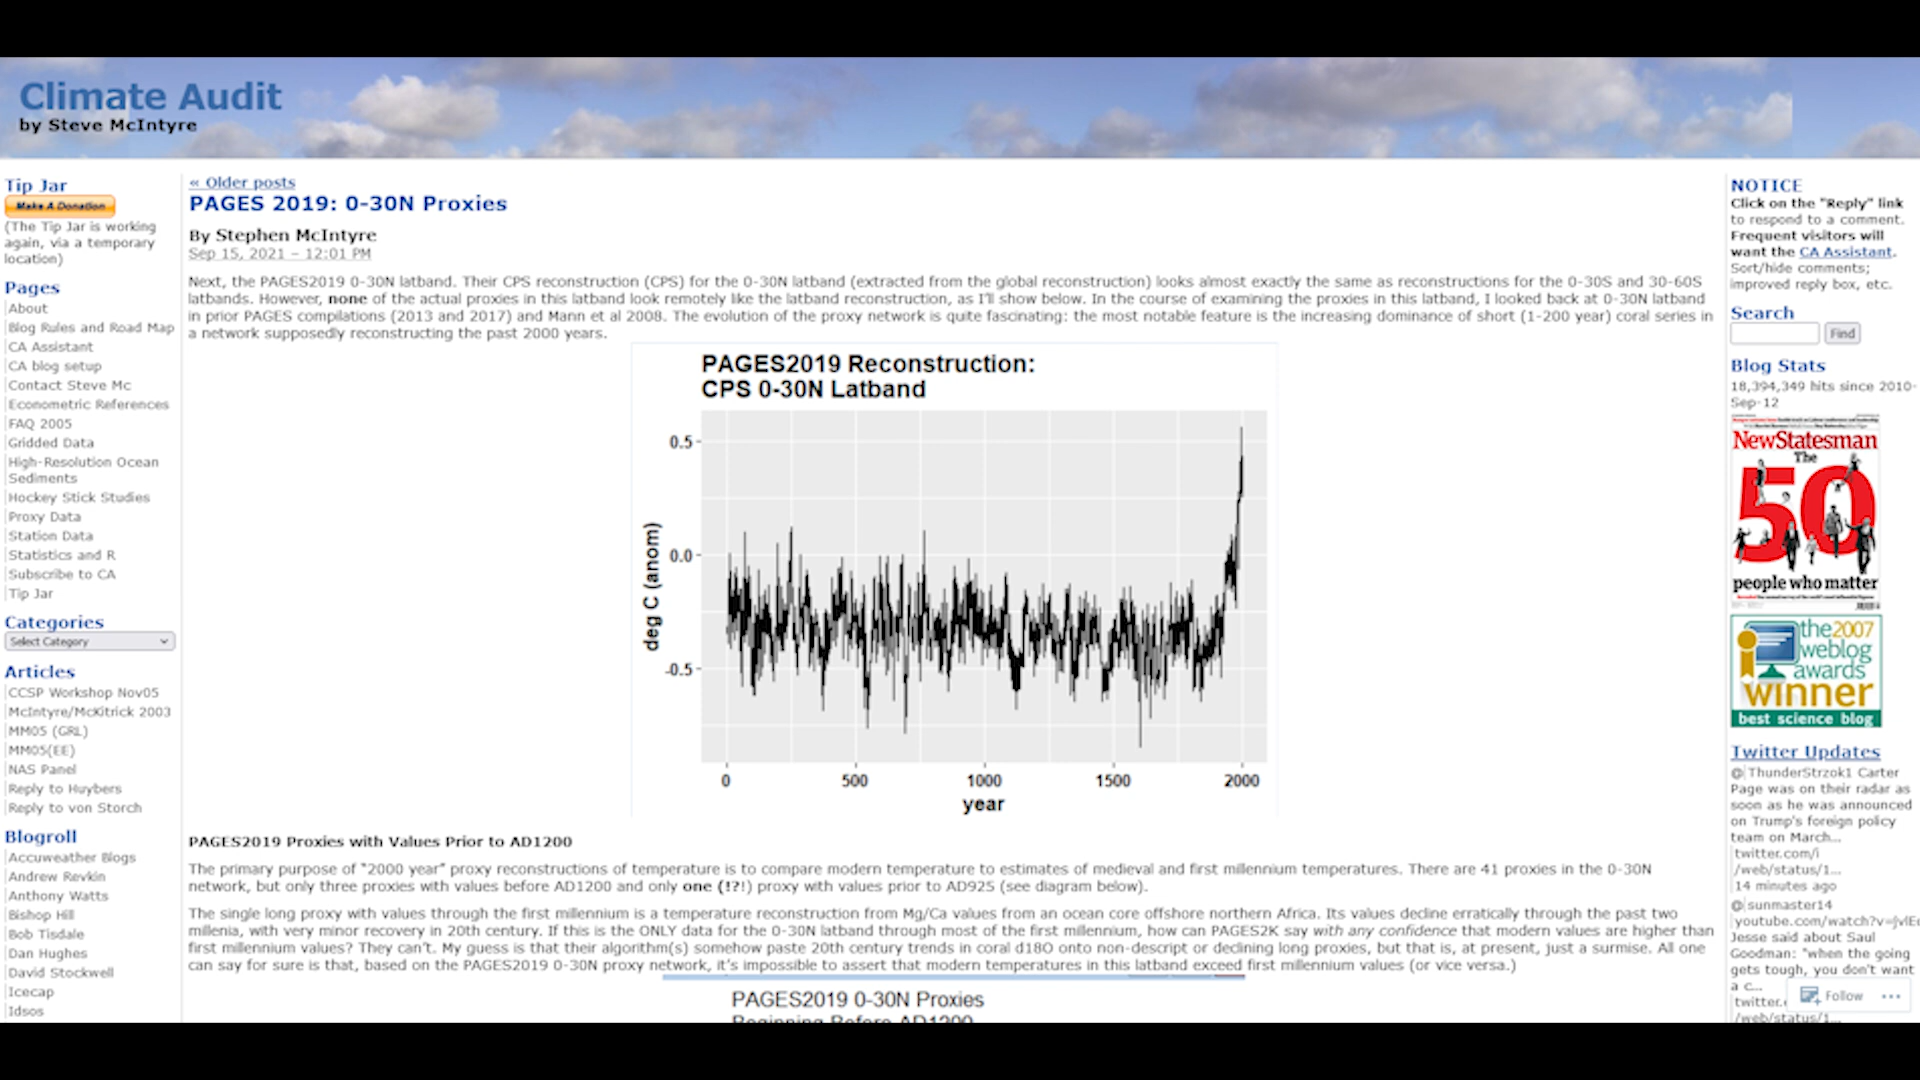 Climate Audit
by Steve McIntyre
Tip Jar
Make A Donation
(The Tip Jar is working
again, via a temporary
location)
Pages
About
Blog Rules and Road Map
CA Assistant
CA blog setup
Contact Steve Mc
Econometric References
FAQ 2005
Gridded Data
High-Resolution Ocean
Sediments
Hockey Stick Studies
Proxy Data
Station Data
Statistics and R
Subscribe to CA
Tip Jar
Categories
Select Category
Articles
CCSP Workshop Nov05
McIntyre/McKitrick 2003
MM05 (GRL)
MM05(EE)
NAS Panel
Reply to Huybers
Reply to von Storch
Blogroll
Accuweather Blogs
Andrew Revkin
Anthony Watts
Bishop Hill
Bob Tisdale
Dan Hughes
David Stockwell
Icecap
Idsos
« Older posts
PAGES 2019: 0-30N Proxies
By Stephen McIntyre
Sep 15, 2021 – 12:01 PM
Next, the PAGES2019 0-30N latband. Their CPS reconstruction (CPS) for the 0-30N latband (extracted from the global reconstruction) looks almost exactly the same as reconstructions for the 0-30S and 30-60S
latbands. However, none of the actual proxies in this latband look remotely like the latband reconstruction, as I'll show below. In the course of examining the proxies in this latband, I looked back at 0-30N latband
in prior PAGES compilations (2013 and 2017) and Mann et al 2008. The evolution of the proxy network is quite fascinating: the most notable feature is the increasing dominance of short (1-200 year) coral series in
a network supposedly reconstructing the past 2000 years.
PAGES2019 Reconstruction:
CPS 0-30N Latband
0.5
0.0
-0.5
deg C (anom)
0 500 1000 1500 2000
year
PAGES2019 Proxies with Values Prior to AD1200
The primary purpose of "2000 year" proxy reconstructions of temperature is to compare modern temperature to estimates of medieval and first millennium temperatures. There are 41 proxies in the 0-30N
network, but only three proxies with values before AD1200 and only one (!?!) proxy with values prior to AD925 (see diagram below).
The single long proxy with values through the first millennium is a temperature reconstruction from Mg/Ca values from an ocean core offshore northern Africa. Its values decline erratically through the past two
millenia, with very minor recovery in 20th century. If this is the ONLY data for the 0-30N latband through most of the first millennium, how can PAGES2K say with any confidence that modern values are higher than
first millennium values? They can't. My guess is that their algorithm(s) somehow paste 20th century trends in coral d18O onto non-descript or declining long proxies, but that is, at present, just a surmise. All one
can say for sure is that, based on the PAGES2019 0-30N proxy network, it's impossible to assert that modern temperatures in this latband exceed first millennium values (or vice versa.)
PAGES2019 0-30N Proxies
Beginning Before AD1200
NOTICE
Click on the "Reply" link
to respond to a comment.
Frequent visitors will
want the CA Assistant.
Sort/hide comments;
improved reply box, etc.
Search
Find
Blog Stats
18,394,349 hits since 2010-
Sep-12
NewStatesman
The
50
people who matter
the2007
weblog
awards
winner
best science blog
Twitter Updates
@ThunderStrzok1 Carter
Page was on their radar as
soon as he was announced
on Trump's foreign policy
team on March…
twitter.com/i
/web/status/1…
14 minutes ago
@sunmaster14
youtube.com/watch?v=
Jesse said about Saul
Goodman: "when the going
gets tough, you don't want
a c…
twitter.
/web/status/1…
Follow